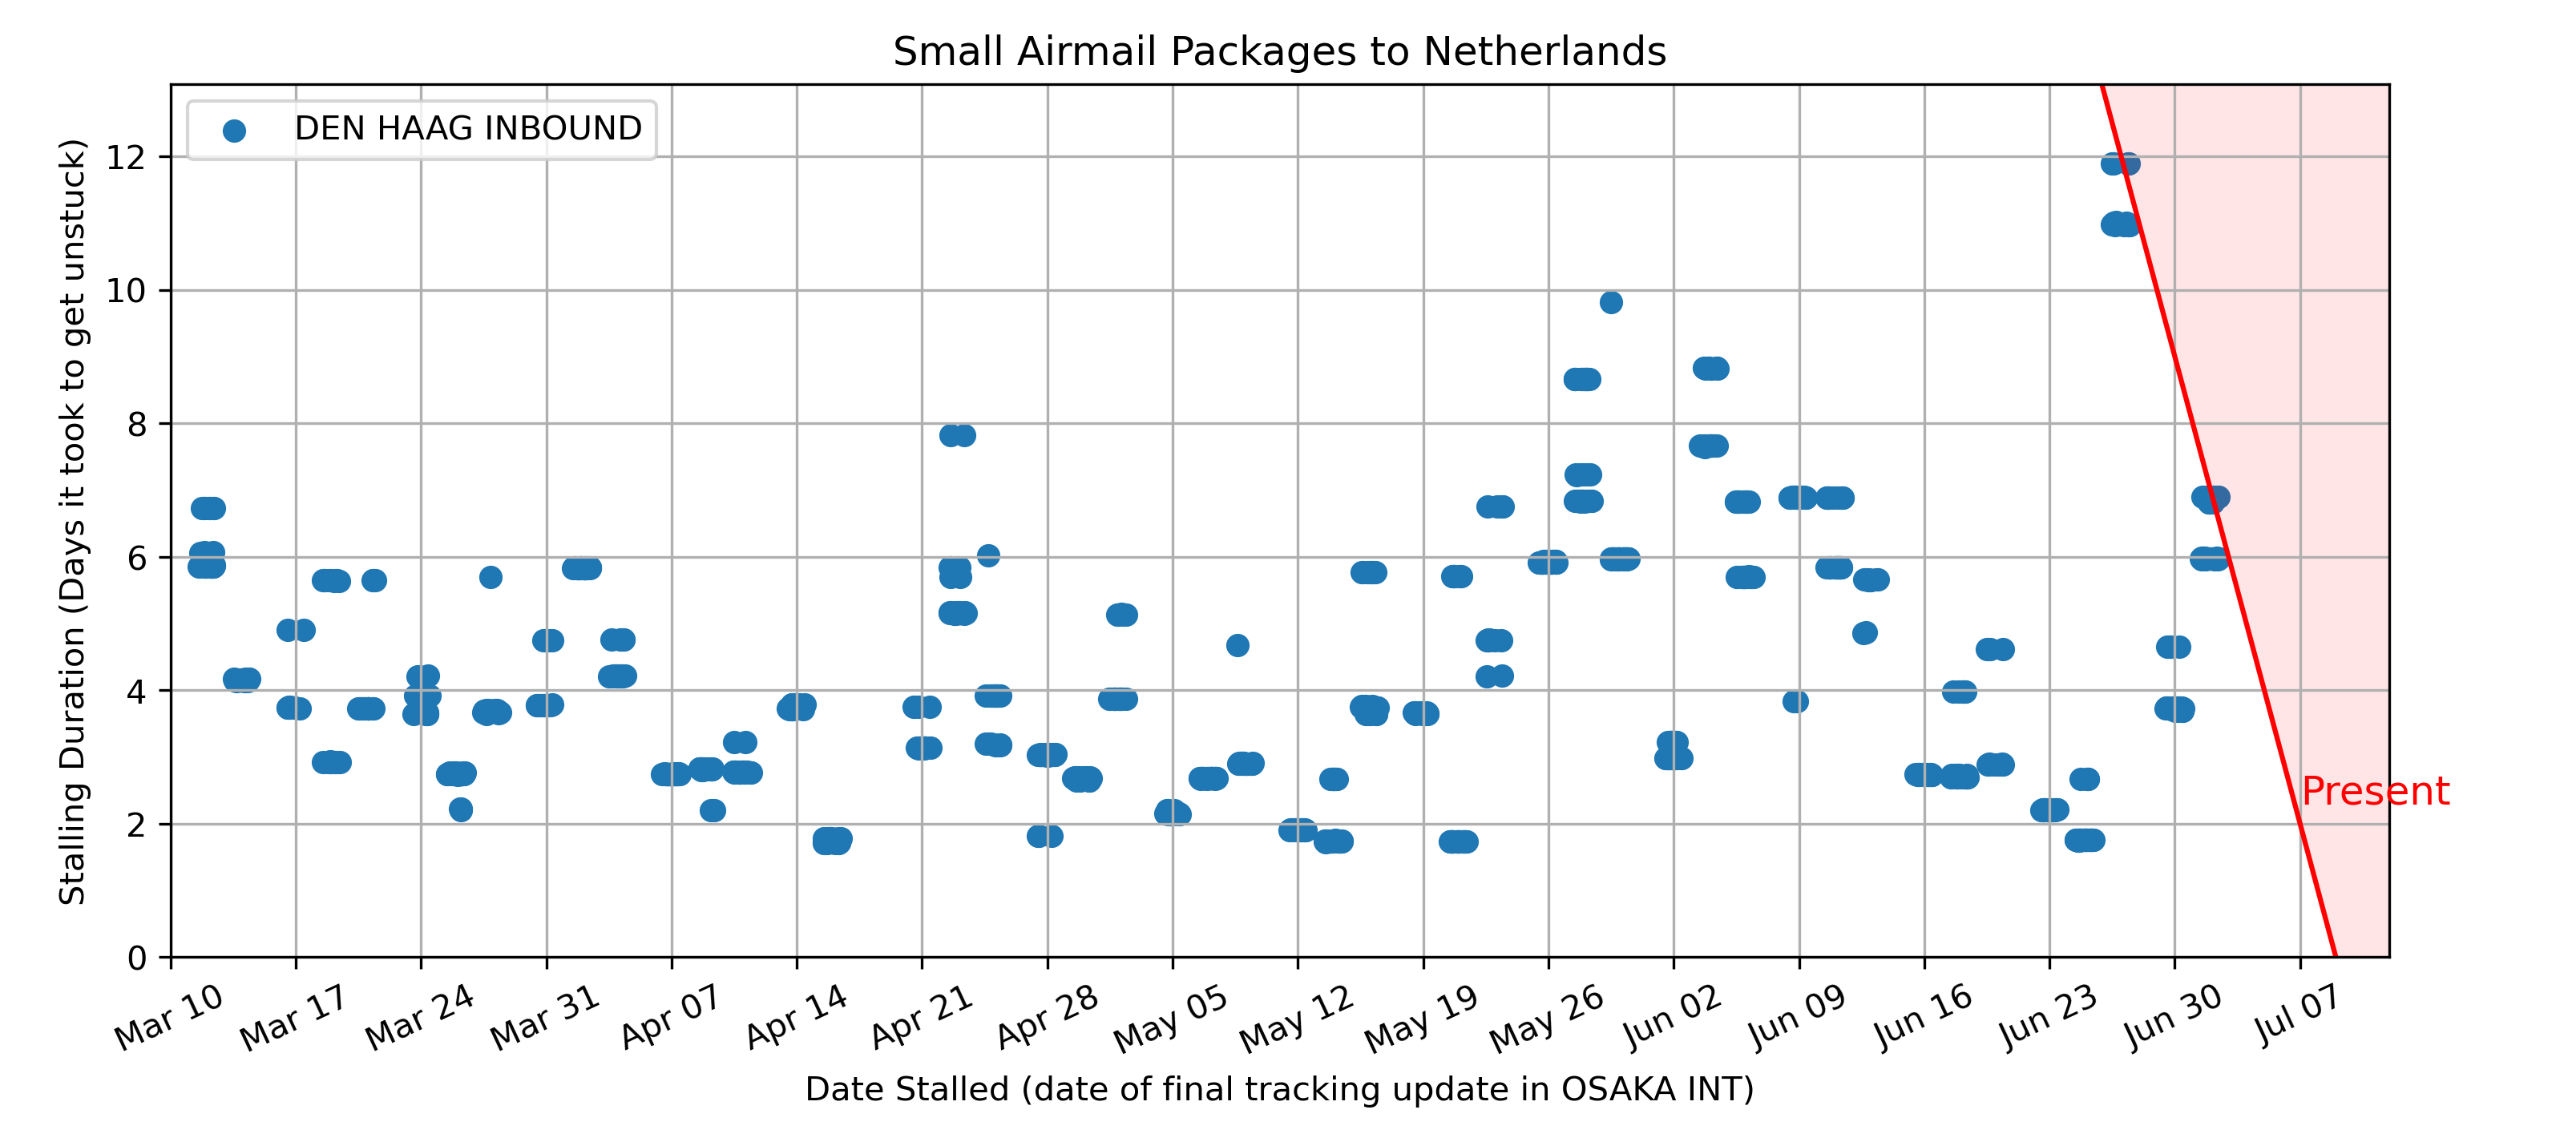 Small Airmail Packages to Netherlands
DEN HAAG INBOUND
Stalling Duration (Days it took to get unstuck)
12
10
8
6
4
2
0
Present
Mar 10
Mar 17
Mar 24
Mar 31
Apr 07
Apr 14
Apr 21
Apr 28
May 05
May 12
May 19
May 26
Jun 02
Jun 09
Jun 16
Jun 23
Jun 30
Jul 07
Date Stalled (date of final tracking update in OSAKA INT)